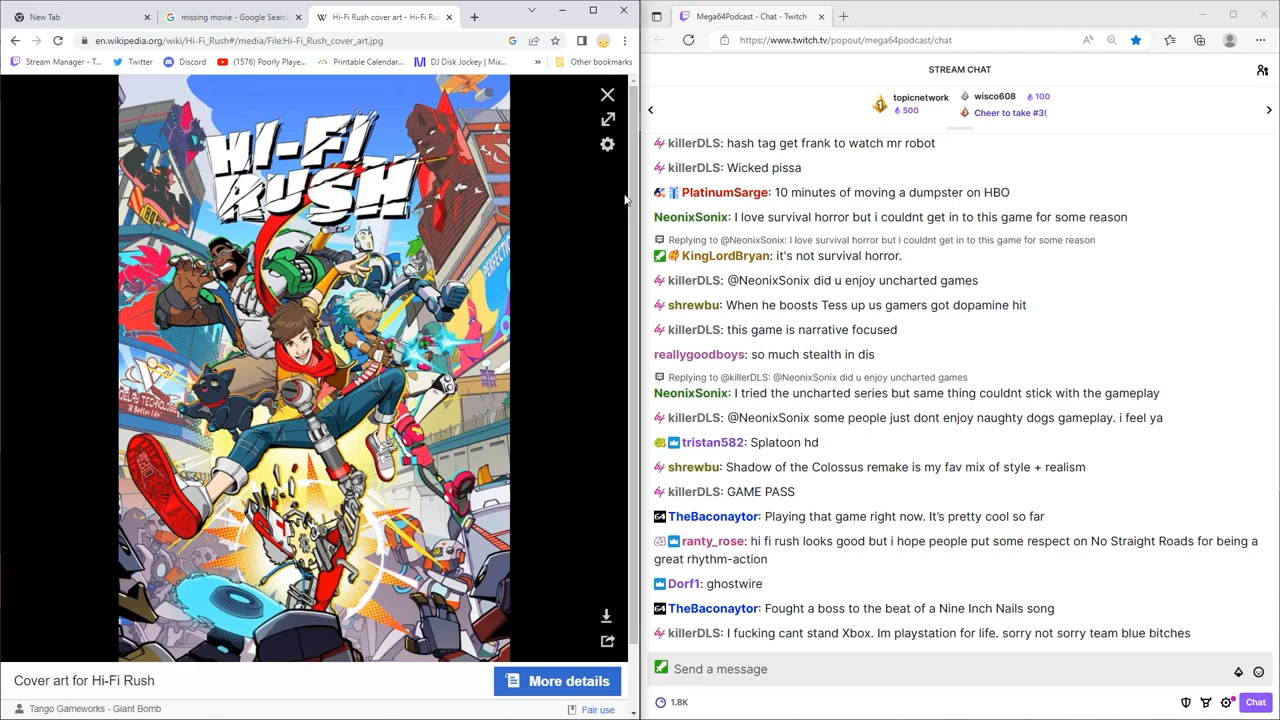 New Tab
missing movie - Google Searc
Hi-Fi Rush cover art - Hi-Fi Ru
en.wikipedia.org/wiki/Hi-Fi_Rush#/media/File:Hi-Fi_Rush_cover_art.jpg
Stream Manager - T...
Twitter
Discord
(1576) Poorly Playe...
Printable Calendar...
DJ Disk Jockey | Mix...
»
Other bookmarks
HI-FI
RUSH
A Better Life
Cover art for Hi-Fi Rush
More details
Tango Gameworks - Giant Bomb
Fair use
Mega64Podcast - Chat - Twitch
https://www.twitch.tv/popout/mega64podcast/chat
STREAM CHAT
1
topicnetwork
500
wisco608
100
Cheer to take #3!
killerDLS: hash tag get frank to watch mr robot
killerDLS: Wicked pissa
PlatinumSarge: 10 minutes of moving a dumpster on HBO
NeonixSonix: I love survival horror but i couldnt get in to this game for some reason
Replying to @NeonixSonix: I love survival horror but i couldnt get in to this game for some reason
KingLordBryan: it's not survival horror.
killerDLS: @NeonixSonix did u enjoy uncharted games
shrewbu: When he boosts Tess up us gamers got dopamine hit
killerDLS: this game is narrative focused
reallygoodboys: so much stealth in dis
Replying to @killerDLS: @NeonixSonix did u enjoy uncharted games
NeonixSonix: I tried the uncharted series but same thing couldnt stick with the gameplay
killerDLS: @NeonixSonix some people just dont enjoy naughty dogs gameplay. i feel ya
tristan582: Splatoon hd
shrewbu: Shadow of the Colossus remake is my fav mix of style + realism
killerDLS: GAME PASS
64 TheBaconaytor: Playing that game right now. It's pretty cool so far
ranty_rose: hi fi rush looks good but i hope people put some respect on No Straight Roads for being a
great rhythm-action
Dorf1: ghostwire
64 TheBaconaytor: Fought a boss to the beat of a Nine Inch Nails song
killerDLS: I fucking cant stand Xbox. Im playstation for life. sorry not sorry team blue bitches
Send a message
1.8K
Chat